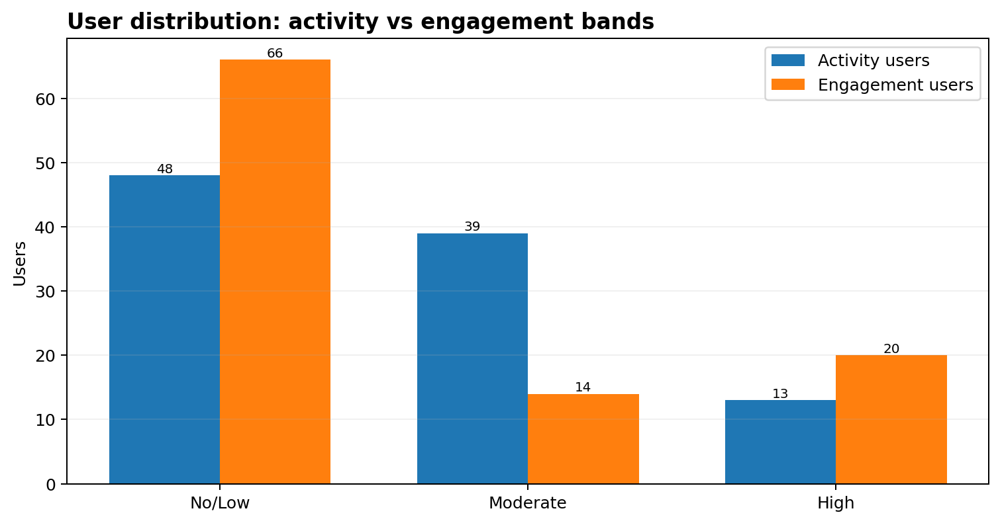 User distribution: activity vs engagement bands
Activity users
Engagement users
Users
60
50
40
30
20
10
0
48
66
39
14
13
20
No/Low
Moderate
High